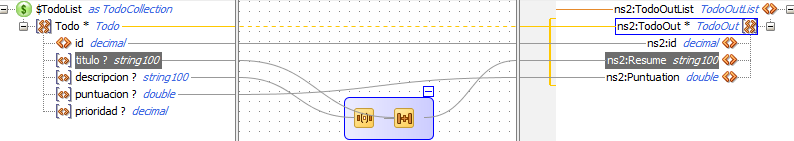 $TodoList as TodoCollection
Todo * Todo
id decimal
titulo ? string100
descripcion ? string100
puntuacion ? double
prioridad ? decimal
ns2:TodoOutList TodoOutList
ns2:TodoOut * TodoOut
ns2:id decimal
ns2:Resume string100
ns2:Puntuation double